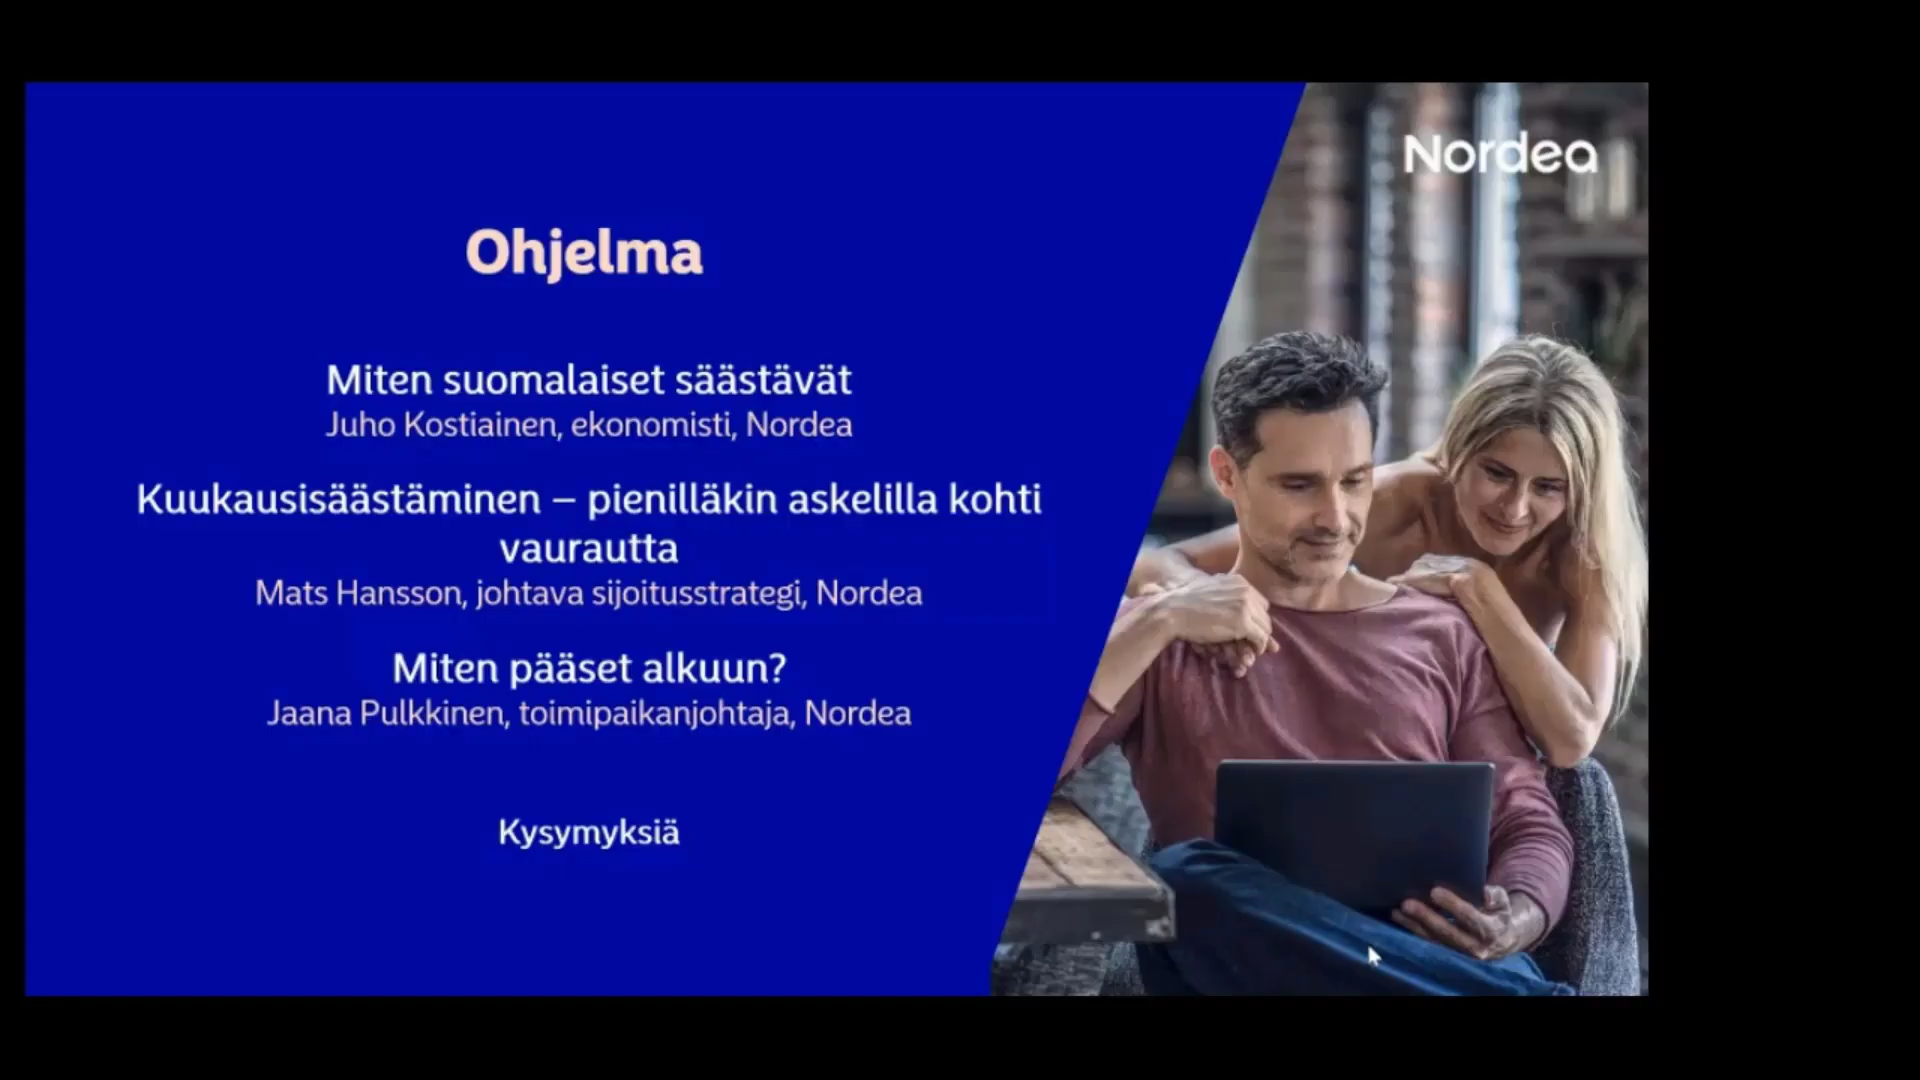 Nordea
Ohjelma
Miten suomalaiset säästävät
Juho Kostiainen, ekonomisti, Nordea
Kuukausisäästäminen – pienilläkin askelilla kohti
vaurautta
Mats Hansson, johtava sijoitusstrategi, Nordea
Miten pääset alkuun?
Jaana Pulkkinen, toimipaikanjohtaja, Nordea
Kysymyksiä